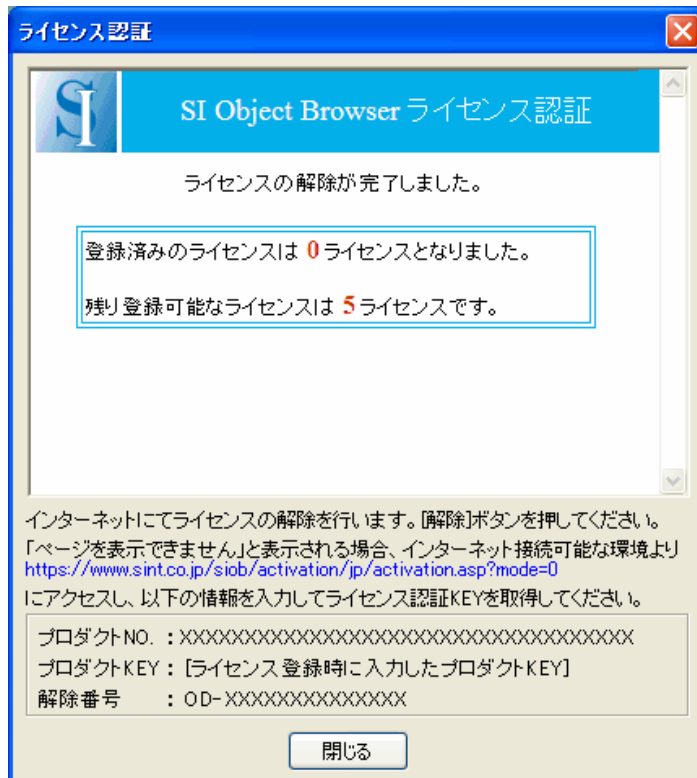 ライセンス認証
SI
SI Object Browser ライセンス認証
ライセンスの解除が完了しました。
登録済みのライセンスは 0 ライセンスとなりました。
残り登録可能なライセンスは 5 ライセンスです。
インターネットにてライセンスの解除を行います。[解除]ボタンを押してください。
「ページを表示できません」と表示される場合、インターネット接続可能な環境より
https://www.sint.co.jp/siob/activation/jp/activation.asp?mode=0
にアクセスし、以下の情報を入力してライセンス認証KEYを取得してください。
プロダクトNO. : XXXXXXXXXXXXXXXXXXXXXXXXXXXXXXXXXXX
プロダクトKEY : [ライセンス登録時に入力したプロダクトKEY]
解除番号 : OD-XXXXXXXXXXXXXX
閉じる